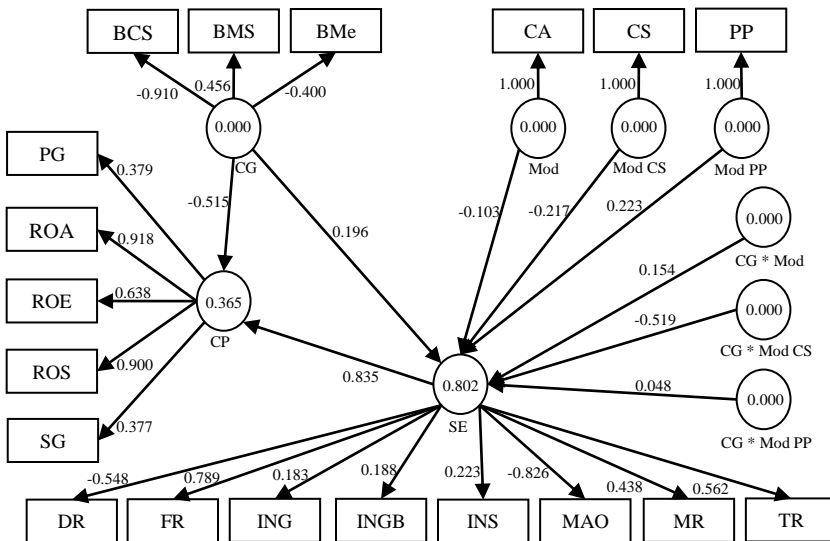 BCS
BMS
BMe
CA
CS
PP
-0.910
0.456
-0.400
1.000
1.000
1.000
0.000
0.000
0.000
0.000
CG
Mod
Mod CS
Mod PP
PG
0.379
-0.515
0.196
-0.103
-0.217
0.223
0.000
CG * Mod
ROA
0.918
0.154
ROE
0.638
0.365
CP
-0.519
0.000
CG * Mod CS
ROS
0.900
0.835
0.802
SE
0.048
0.000
CG * Mod PP
SG
0.377
-0.548
0.789
0.183
0.188
0.223
-0.826
0.438
0.562
DR
FR
ING
INGB
INS
MAO
MR
TR